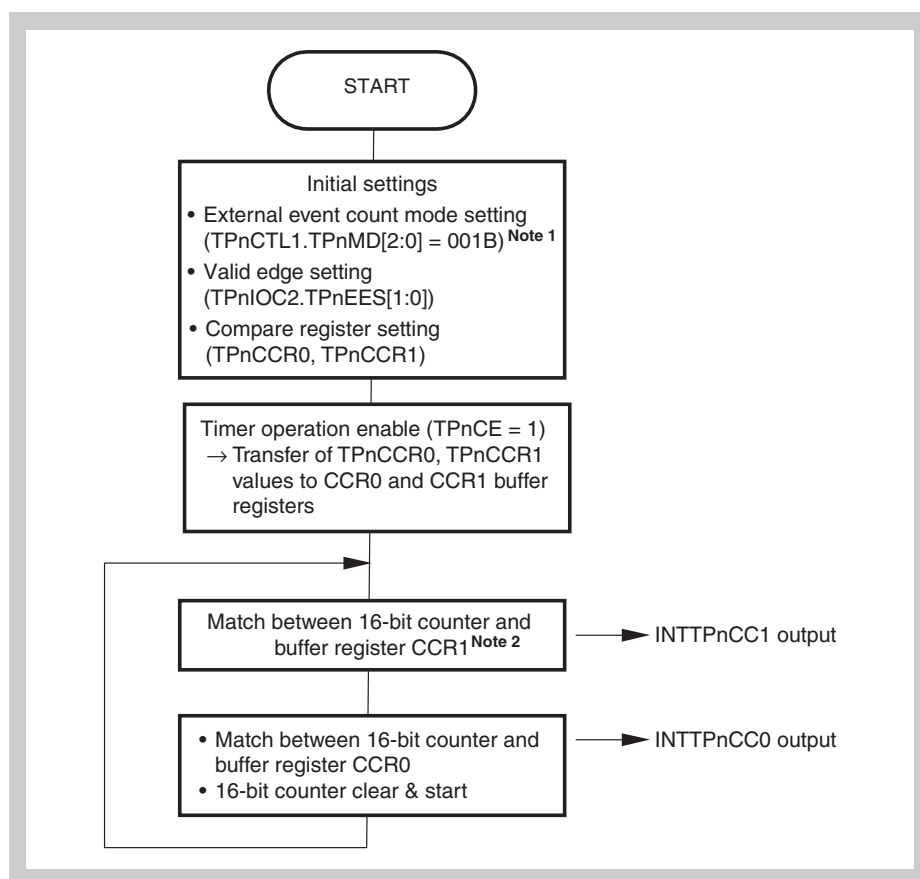 START
Initial settings
• External event count mode setting
(TPnCTL1.TPnMD[2:0] = 001B) Note 1
• Valid edge setting
(TPnIOC2.TPnEES[1:0])
• Compare register setting
(TPnCCR0, TPnCCR1)
Timer operation enable (TPnCE = 1)
→ Transfer of TPnCCR0, TPnCCR1
values to CCR0 and CCR1 buffer
registers
Match between 16-bit counter and
buffer register CCR1 Note 2
INTTPnCC1 output
• Match between 16-bit counter and
buffer register CCR0
• 16-bit counter clear & start
INTTPnCC0 output